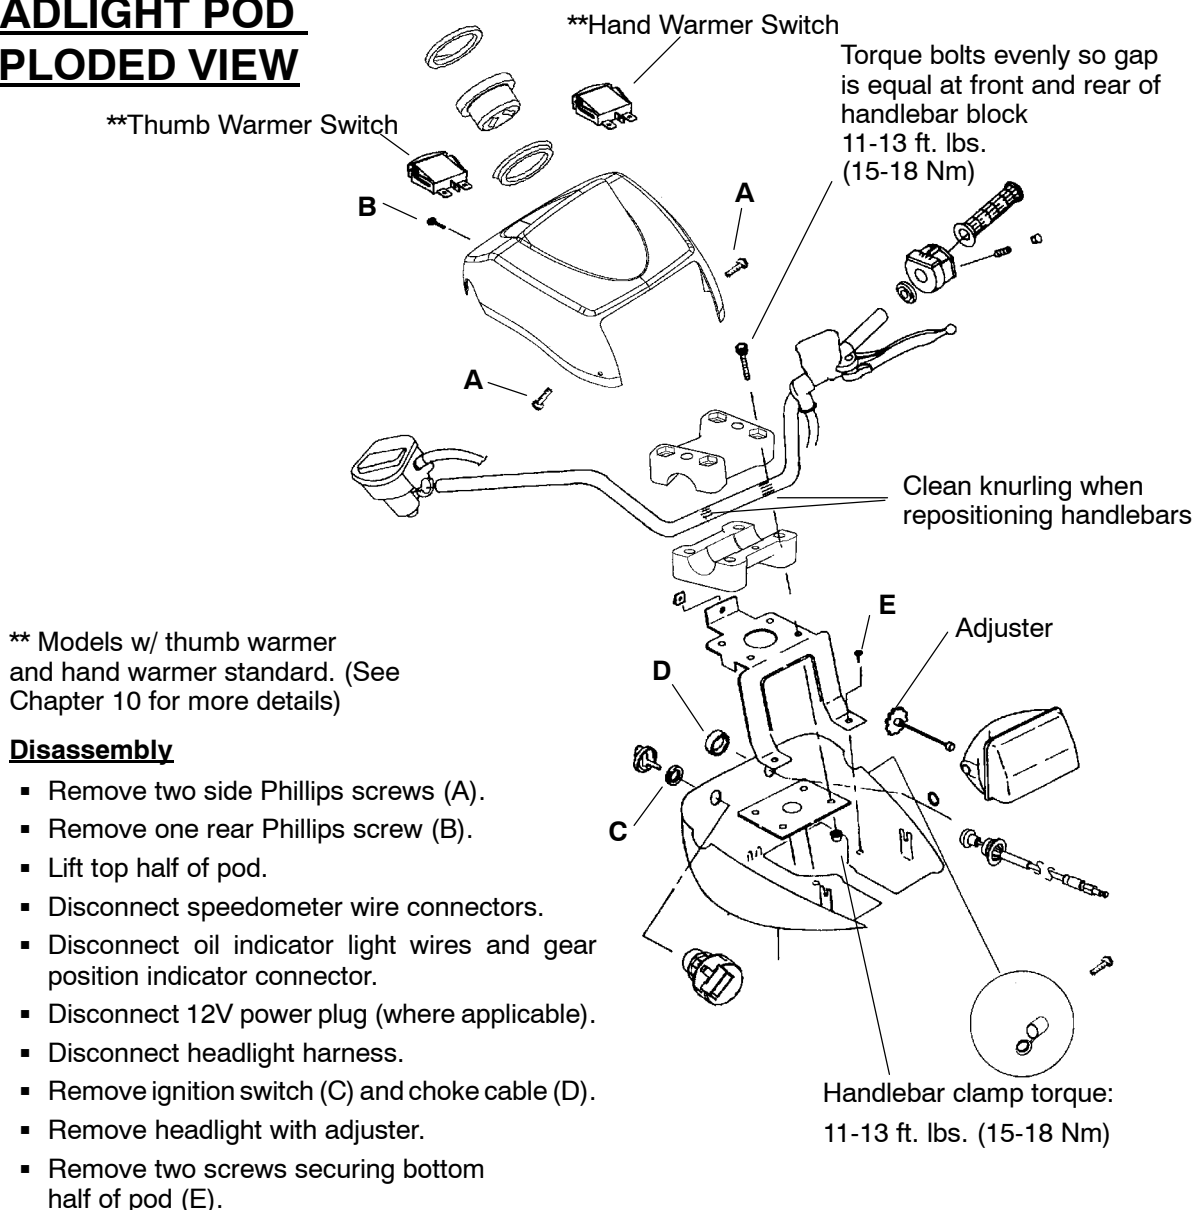 ADLIGHT POD
PLODED VIEW
**Hand Warmer Switch
Torque bolts evenly so gap
is equal at front and rear of
handlebar block
11-13 ft. lbs.
(15-18 Nm)
**Thumb Warmer Switch
B
A
A
Clean knurling when
repositioning handlebars
E
Adjuster
D
C
** Models w/ thumb warmer
and hand warmer standard. (See
Chapter 10 for more details)
Disassembly
▪ Remove two side Phillips screws (A).
▪ Remove one rear Phillips screw (B).
▪ Lift top half of pod.
▪ Disconnect speedometer wire connectors.
▪ Disconnect oil indicator light wires and gear
position indicator connector.
▪ Disconnect 12V power plug (where applicable).
▪ Disconnect headlight harness.
▪ Remove ignition switch (C) and choke cable (D).
▪ Remove headlight with adjuster.
▪ Remove two screws securing bottom
half of pod (E).
Handlebar clamp torque:
11-13 ft. lbs. (15-18 Nm)